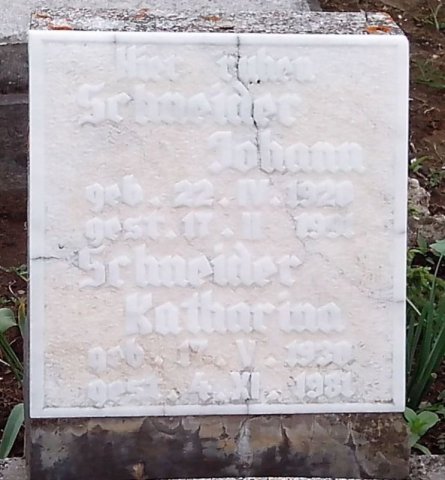 Hier ruhen
Schneider
Johann
geb. 22. IV. 1920
gest. 17. II
Schneider
Katharina
geb. 17. V. 1920.
gest. 4. XI. 1981